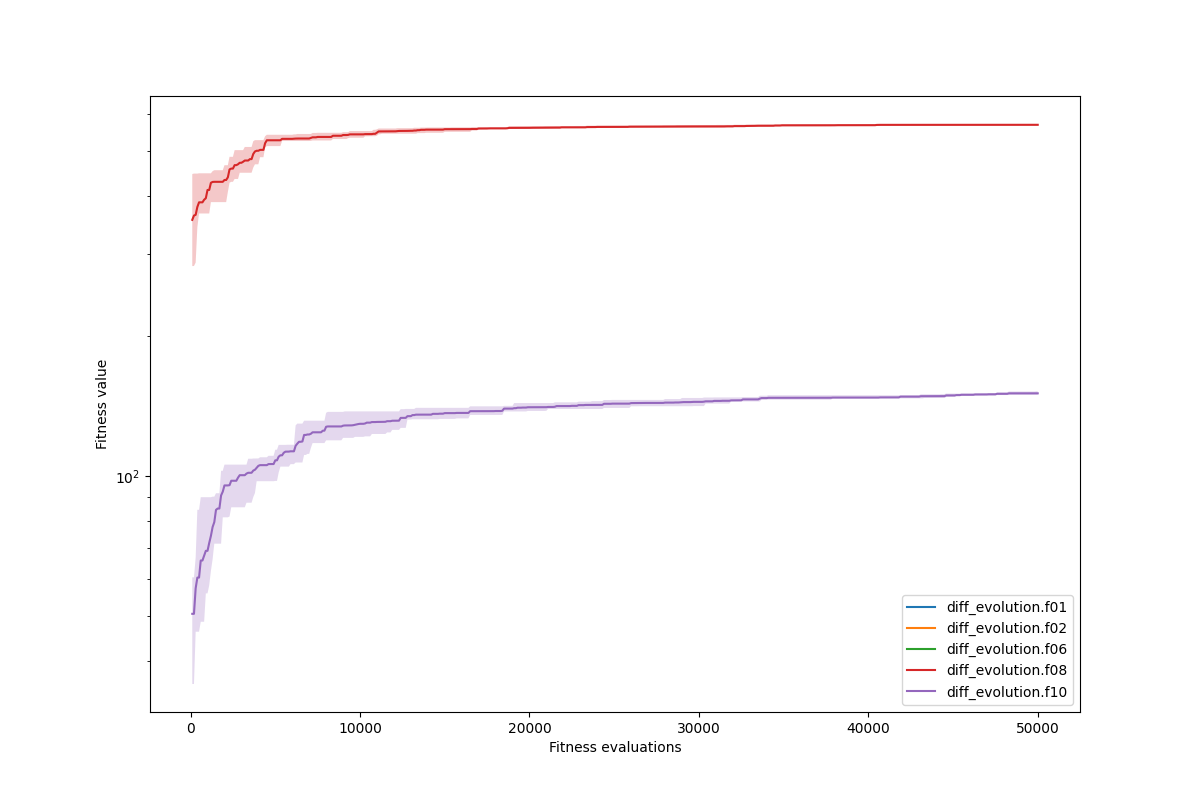 Fitness value
10²
0
10000
20000
30000
40000
50000
Fitness evaluations
diff_evolution.f01
diff_evolution.f02
diff_evolution.f06
diff_evolution.f08
diff_evolution.f10